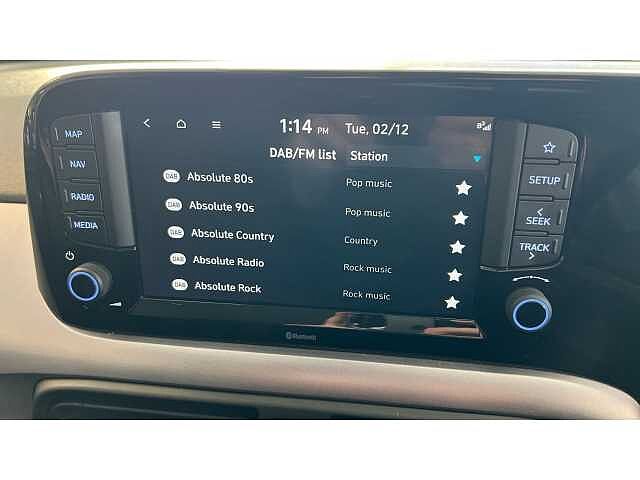 MAP
NAV
RADIO
MEDIA
1:14 PM Tue, 02/12
DAB/FM list Station
DAB Absolute 80s Pop music
DAB Absolute 90s Pop music
DAB Absolute Country Country
DAB Absolute Radio Rock music
DAB Absolute Rock Rock music
SETUP
SEEK
TRACK
Bluetooth